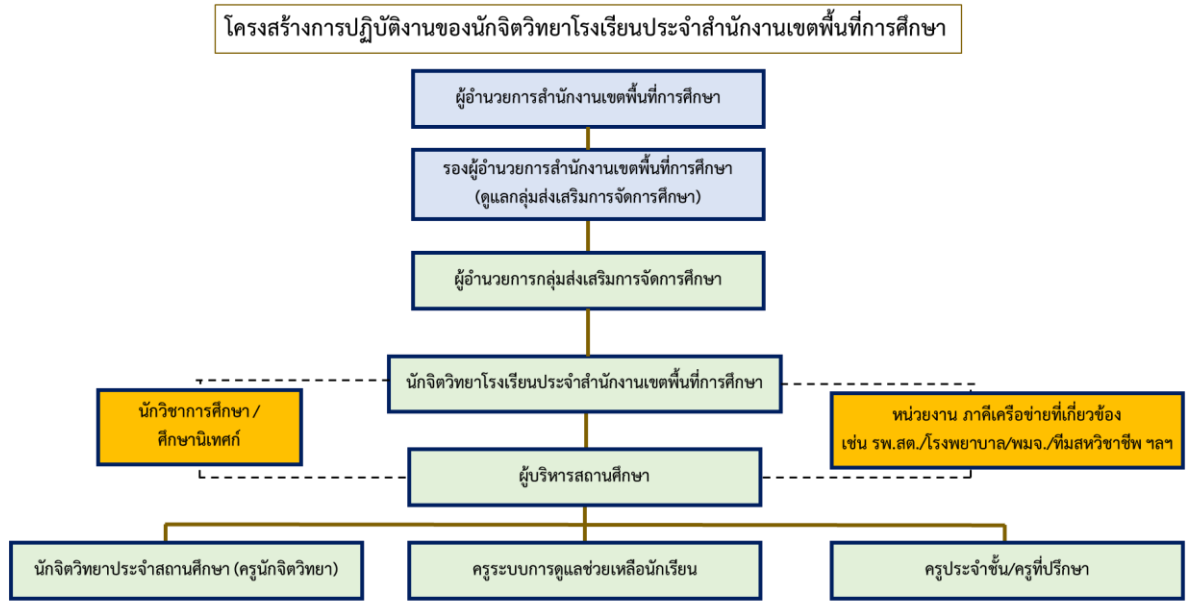 โครงสร้างการปฏิบัติงานของนักจิตวิทยาโรงเรียนประจำสำนักงานเขตพื้นที่การศึกษา
ผู้อำนวยการสำนักงานเขตพื้นที่การศึกษา
รองผู้อำนวยการสำนักงานเขตพื้นที่การศึกษา
(ดูแลกลุ่มส่งเสริมการจัดการศึกษา)
ผู้อำนวยการกลุ่มส่งเสริมการจัดการศึกษา
นักจิตวิทยาโรงเรียนประจำสำนักงานเขตพื้นที่การศึกษา
นักวิชาการศึกษา /
ศึกษานิเทศก์
หน่วยงาน ภาคีเครือข่ายที่เกี่ยวข้อง
เช่น รพ.สต./โรงพยาบาล/พมจ./ทีมสหวิชาชีพ ฯลฯ
ผู้บริหารสถานศึกษา
นักจิตวิทยาประจำสถานศึกษา (ครูนักจิตวิทยา)
ครูระบบการดูแลช่วยเหลือนักเรียน
ครูประจำชั้น/ครูที่ปรึกษา